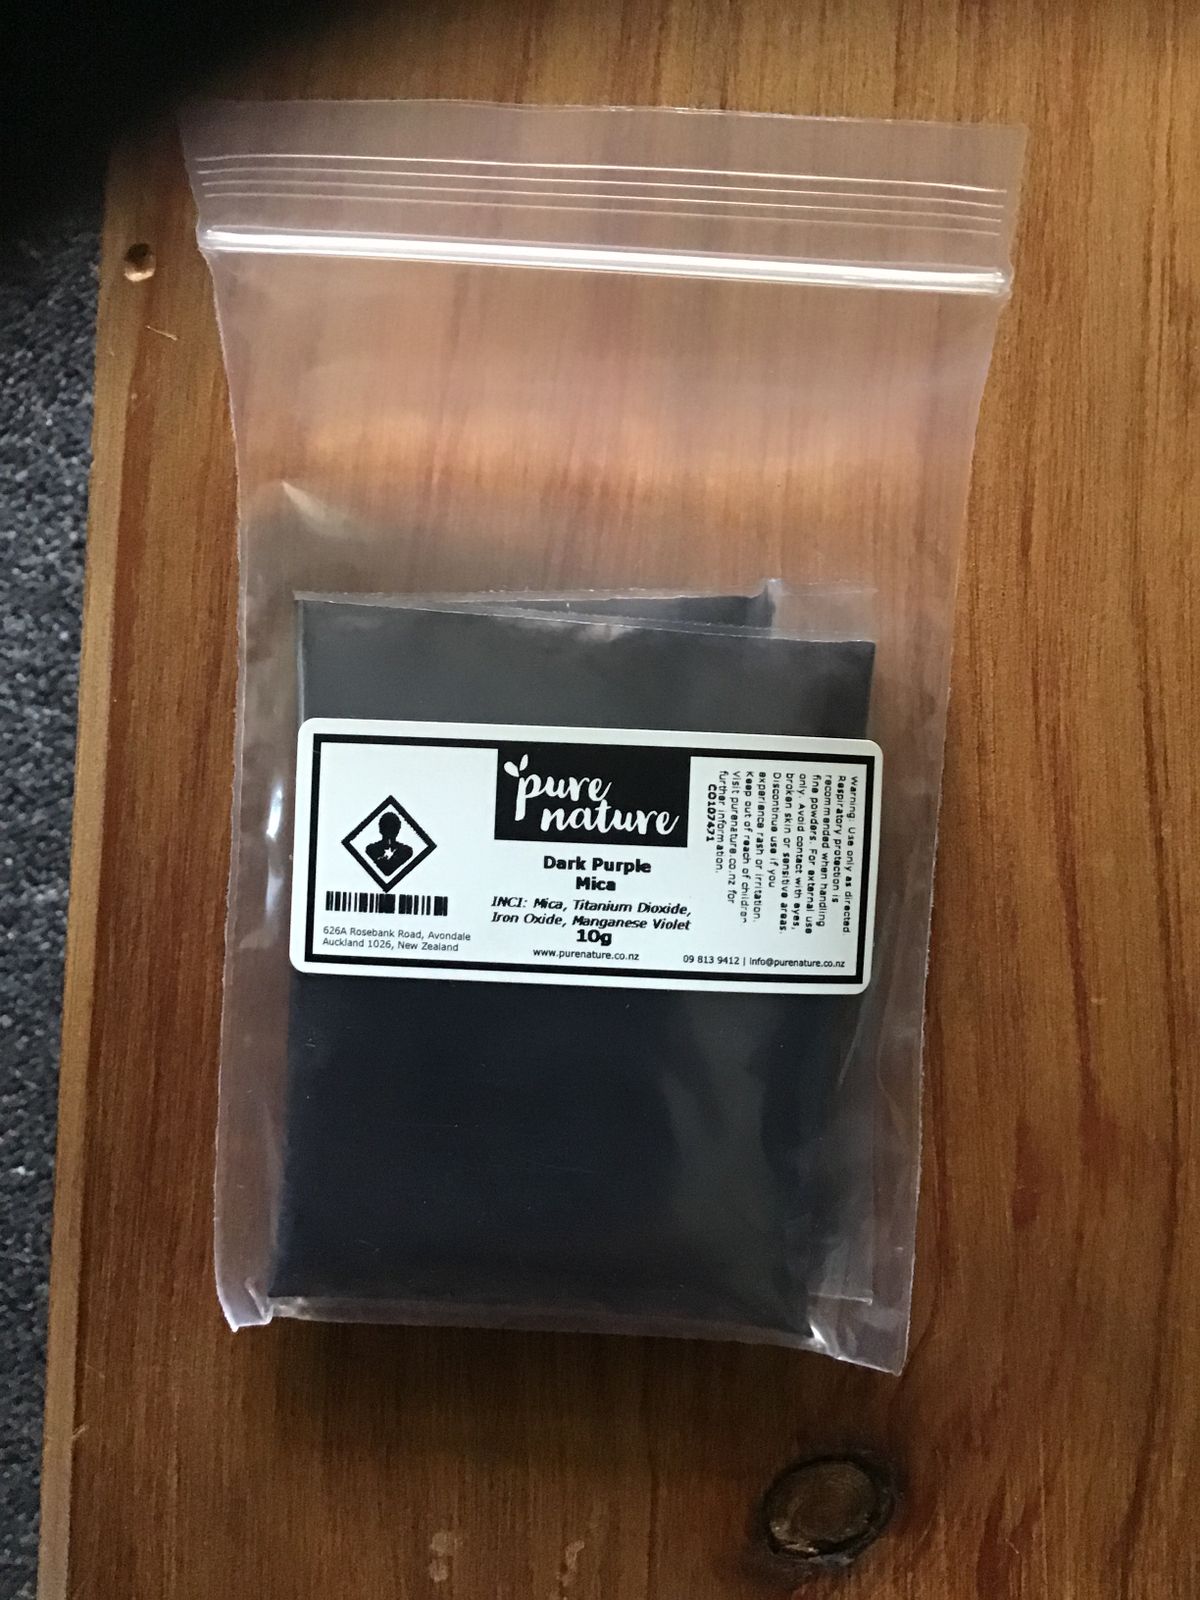 pure
nature
Dark Purple
Mica
INCI: Mica, Titanium Dioxide,
Iron Oxide, Manganese Violet
10g
www.purenature.co.nz
626A Rosebank Road, Avondale
Auckland 1026, New Zealand
09 813 9412 | info@purenature.co.nz
Warning: Use only as directed.
Respiratory protection is
recommended when handling
fine powders. For external use
only. Avoid contact with eyes,
broken skin or sensitive areas.
Discontinue use if you
experience rash or irritation.
Keep out of reach of children.
Visit purenature.co.nz for
further information.
CO107671